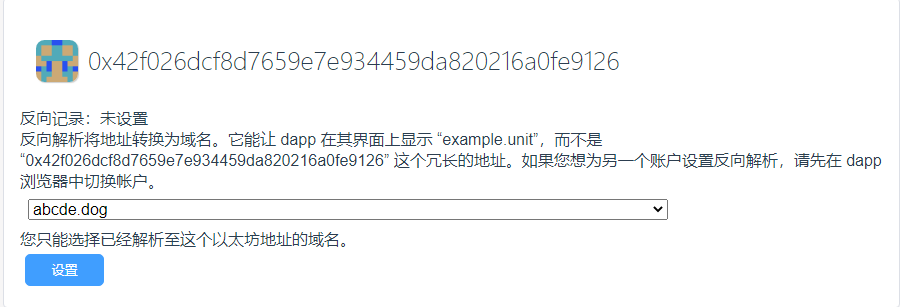 0x42f026dcf8d7659e7e934459da820216a0fe9126
反向记录：未设置
反向解析将地址转换为域名。它能让 dapp 在其界面上显示 “example.unit”，而不是
“0x42f026dcf8d7659e7e934459da820216a0fe9126” 这个冗长的地址。如果您想为另一个账户设置反向解析，请先在 dapp
浏览器中切换帐户。
abcde.dog
您只能选择已经解析至这个以太坊地址的域名。
设置